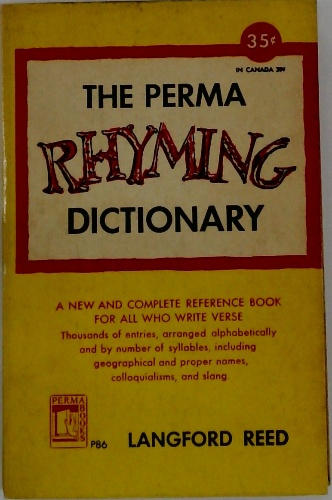 35¢
IN CANADA 39¢
THE PERMA
RHYMING
DICTIONARY
A NEW AND COMPLETE REFERENCE BOOK
FOR ALL WHO WRITE VERSE
Thousands of entries, arranged alphabetically
and by number of syllables, including
geographical and proper names,
colloquialisms, and slang.
PERMA
BOOKS
P86
LANGFORD REED